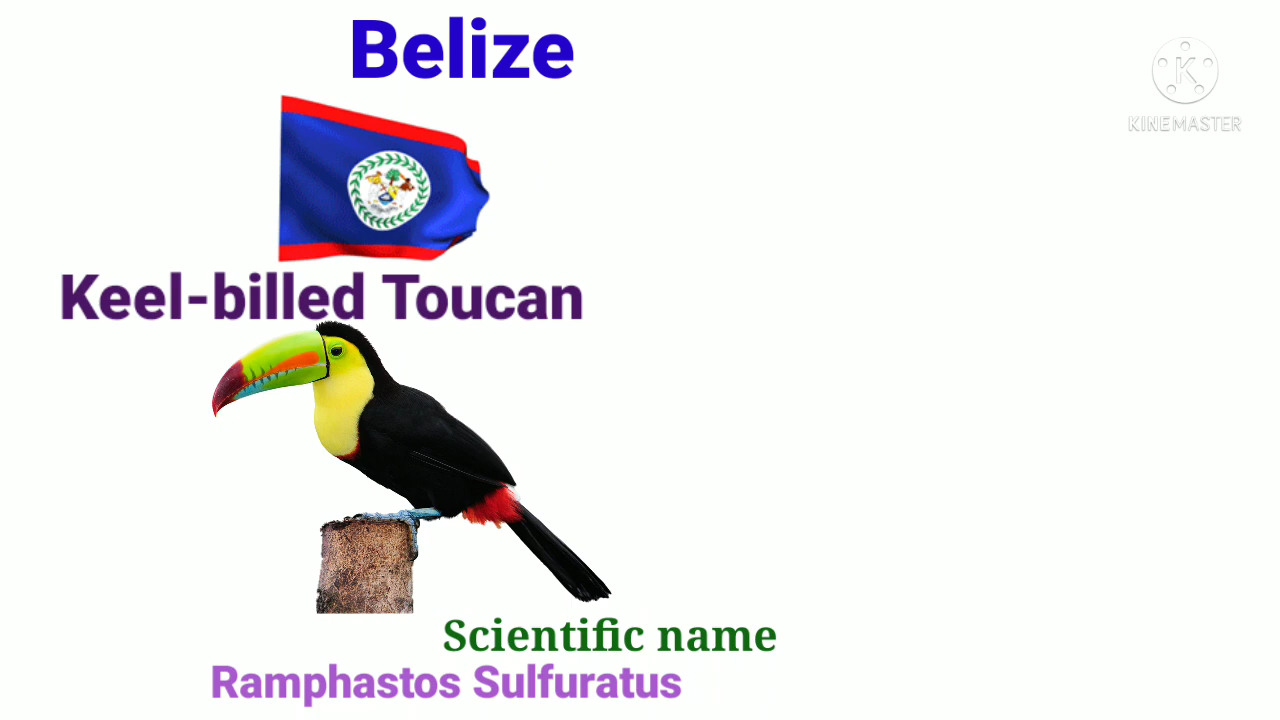 Belize
K
KINEMASTER
Keel-billed Toucan
Scientific name
Ramphastos Sulfuratus